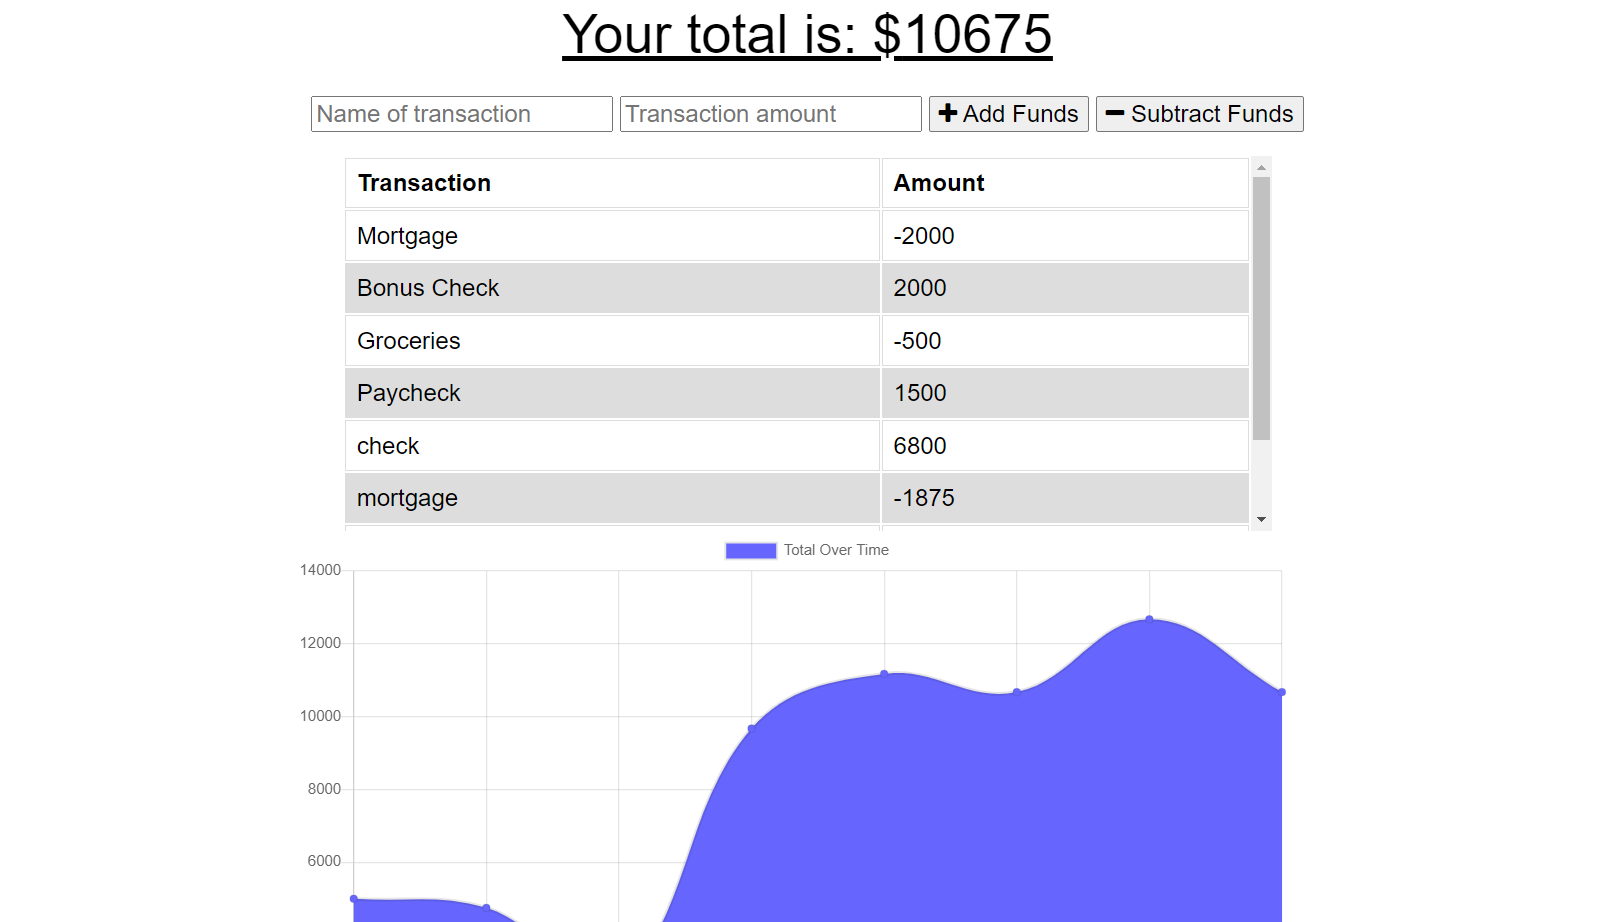 Your total is: $10675
Name of transaction Transaction amount Add Funds Subtract Funds
Transaction Amount
Mortgage -2000
Bonus Check 2000
Groceries -500
Paycheck 1500
check 6800
mortgage -1875
Total Over Time
14000
12000
10000
8000
6000